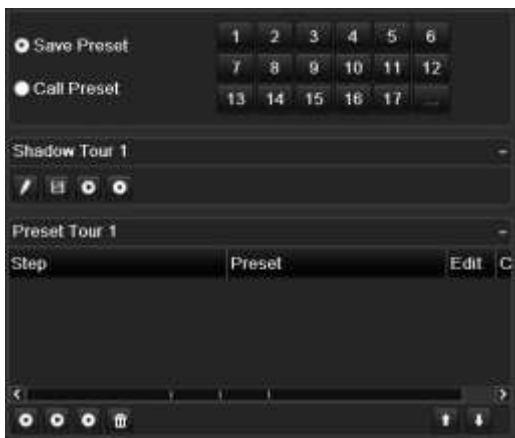 Save Preset
1 2 3 4 5 6
7 8 9 10 11 12
Call Preset
13 14 15 16 17 ...
Shadow Tour 1
Preset Tour 1
Step Preset Edit C